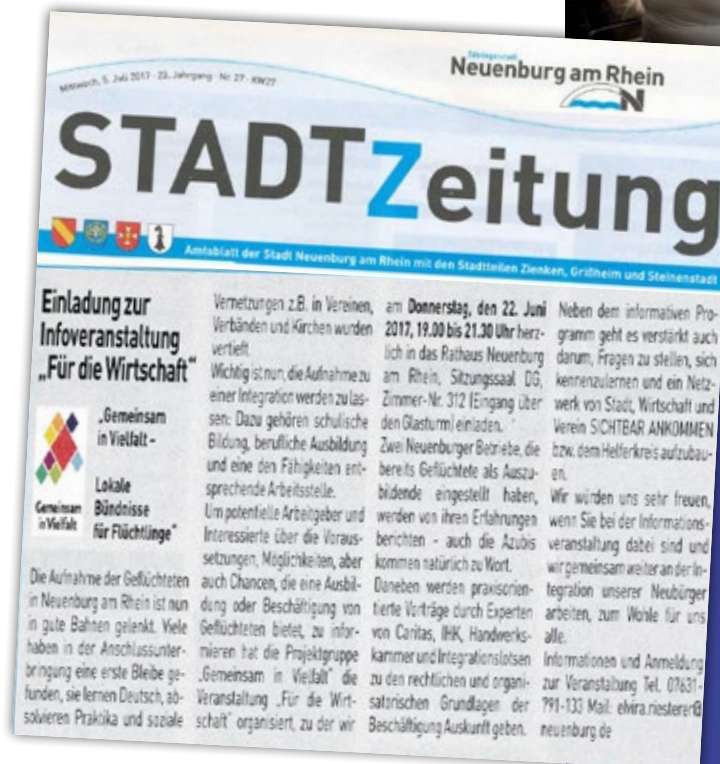 Zähringerstadt
Neuenburg am Rhein
N
Mittwoch, 5. Juli 2017 · 23. Jahrgang · Nr. 27 · KW27
STADTZeitung
Amtsblatt der Stadt Neuenburg am Rhein mit den Stadtteilen Zienken, Grißheim und Steinenstadt
Einladung zur
Infoveranstaltung
„Für die Wirtschaft“
„Gemeinsam
in Vielfalt –
Lokale
Bündnisse
für Flüchtlinge“
Gemeinsam
in Vielfalt
Die Aufnahme der Geflüchteten
in Neuenburg am Rhein ist nun
in gute Bahnen gelenkt. Viele
haben in der Anschlussunter-
bringung eine erste Bleibe ge-
funden, sie lernen Deutsch, ab-
solvieren Praktika und soziale
Vernetzungen z.B. in Vereinen,
Verbänden und Kirchen wurden
vertieft.
Wichtig ist nun, die Aufnahme zu
einer Integration werden zu las-
sen: Dazu gehören schulische
Bildung, berufliche Ausbildung
und eine den Fähigkeiten ent-
sprechende Arbeitsstelle.
Um potentielle Arbeitgeber und
Interessierte über die Voraus-
setzungen, Möglichkeiten, aber
auch Chancen, die eine Ausbil-
dung oder Beschäftigung von
Geflüchteten bietet, zu infor-
mieren hat die Projektgruppe
„Gemeinsam in Vielfalt“ die
Veranstaltung „Für die Wirt-
schaft“ organisiert, zu der wir
am Donnerstag, den 22. Juni
2017, 19.00 bis 21.30 Uhr herz-
lich in das Rathaus Neuenburg
am Rhein, Sitzungssaal DG,
Zimmer-Nr. 312 (Eingang über
den Glasturm) einladen.
Zwei Neuenburger Betriebe, die
bereits Geflüchtete als Auszu-
bildende eingestellt haben,
werden von ihren Erfahrungen
berichten – auch die Azubis
kommen natürlich zu Wort.
Daneben werden praxisorien-
tierte Vorträge durch Experten
von Caritas, IHK, Handwerks-
kammer und Integrationslotsen
zu den rechtlichen und organi-
satorischen Grundlagen der
Beschäftigung Auskunft geben.
Neben dem informativen Pro-
gramm geht es verstärkt auch
darum, Fragen zu stellen, sich
kennenzulernen und ein Netz-
werk von Stadt, Wirtschaft und
Verein SICHTBAR ANKOMMEN
bzw. dem Helferkreis aufzubau-
en.
Wir würden uns sehr freuen,
wenn Sie bei der Informations-
veranstaltung dabei sind und
wir gemeinsam weiter an der In-
tegration unserer Neubürger
arbeiten, zum Wohle für uns
alle.
Informationen und Anmeldung
zur Veranstaltung Tel. 07631-
791-133 Mail: elvira.riesterer@
neuenburg.de